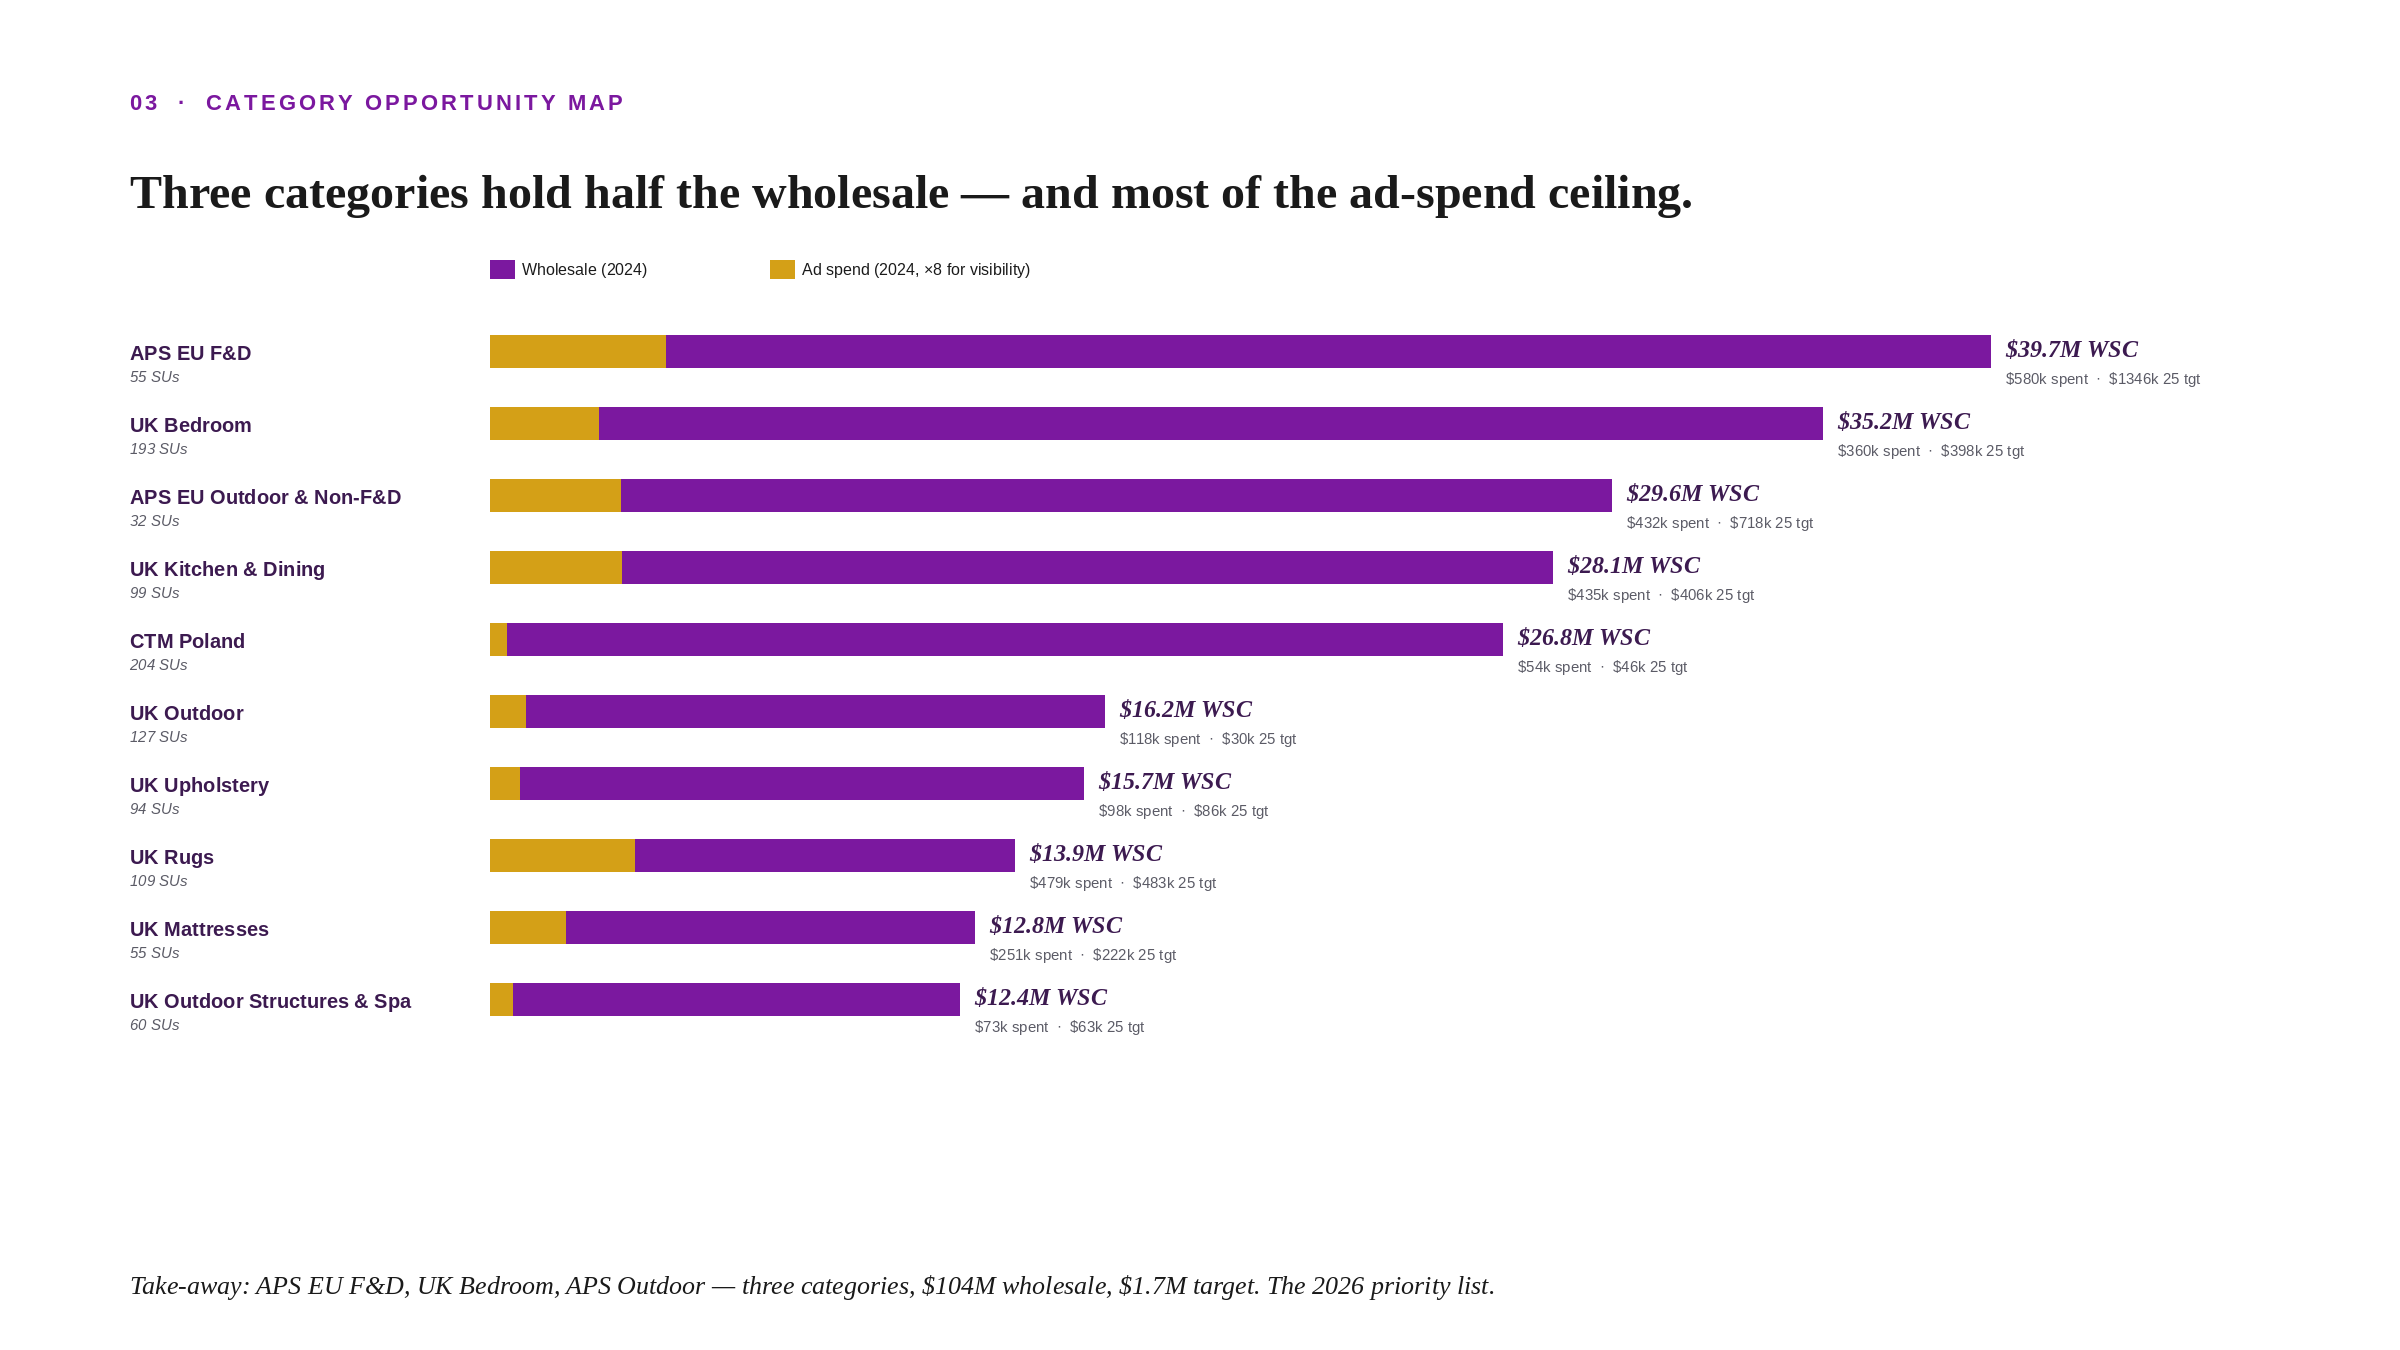 03 · CATEGORY OPPORTUNITY MAP
Three categories hold half the wholesale — and most of the ad-spend ceiling.
Wholesale (2024)
Ad spend (2024, ×8 for visibility)
APS EU F&D
55 SUs
$39.7M WSC
$580k spent · $1346k 25 tgt
UK Bedroom
193 SUs
$35.2M WSC
$360k spent · $398k 25 tgt
APS EU Outdoor & Non-F&D
32 SUs
$29.6M WSC
$432k spent · $718k 25 tgt
UK Kitchen & Dining
99 SUs
$28.1M WSC
$435k spent · $406k 25 tgt
CTM Poland
204 SUs
$26.8M WSC
$54k spent · $46k 25 tgt
UK Outdoor
127 SUs
$16.2M WSC
$118k spent · $30k 25 tgt
UK Upholstery
94 SUs
$15.7M WSC
$98k spent · $86k 25 tgt
UK Rugs
109 SUs
$13.9M WSC
$479k spent · $483k 25 tgt
UK Mattresses
55 SUs
$12.8M WSC
$251k spent · $222k 25 tgt
UK Outdoor Structures & Spa
60 SUs
$12.4M WSC
$73k spent · $63k 25 tgt
Take-away: APS EU F&D, UK Bedroom, APS Outdoor — three categories, $104M wholesale, $1.7M target. The 2026 priority list.